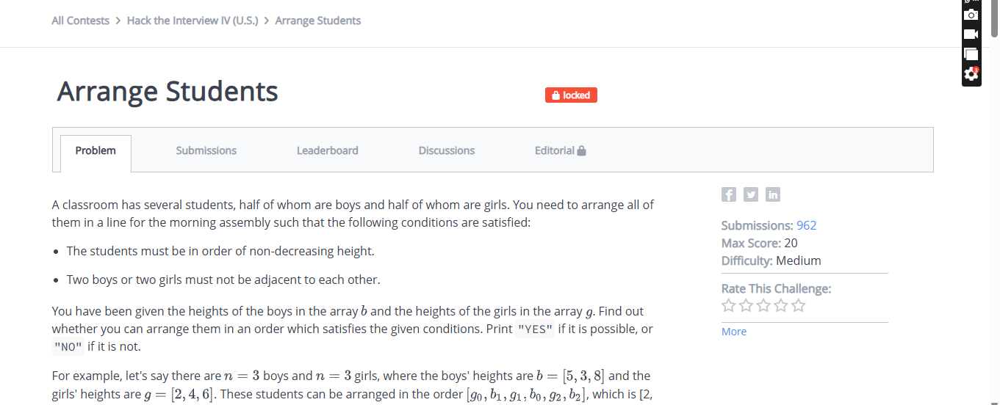 All Contests > Hack the Interview IV (U.S.) > Arrange Students
Arrange Students
locked
Problem
Submissions
Leaderboard
Discussions
Editorial
A classroom has several students, half of whom are boys and half of whom are girls. You need to arrange all of
them in a line for the morning assembly such that the following conditions are satisfied:
• The students must be in order of non-decreasing height.
• Two boys or two girls must not be adjacent to each other.
You have been given the heights of the boys in the array b and the heights of the girls in the array g. Find out
whether you can arrange them in an order which satisfies the given conditions. Print "YES" if it is possible, or
"NO" if it is not.
For example, let's say there are n = 3 boys and n = 3 girls, where the boys' heights are b = [5, 3, 8] and the
girls' heights are g = [2, 4, 6]. These students can be arranged in the order [g₀, b₁, g₁, b₀, g₂, b₂], which is [2,
Submissions: 962
Max Score: 20
Difficulty: Medium
Rate This Challenge:
More